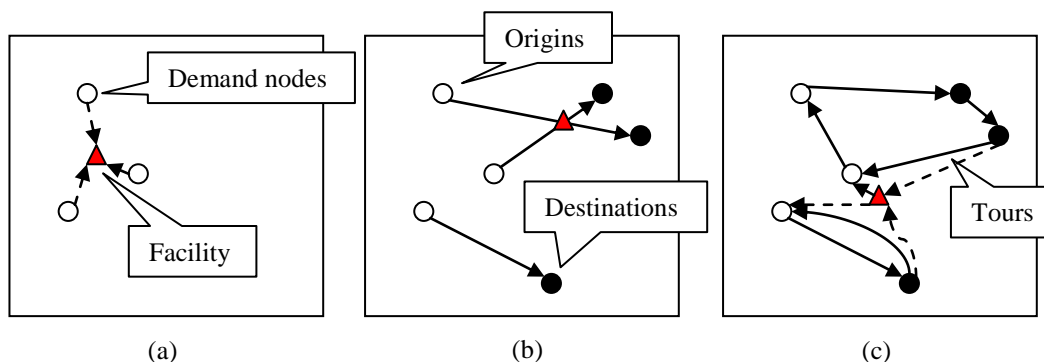 Demand nodes
Facility
Origins
Destinations
Tours
(a)
(b)
(c)